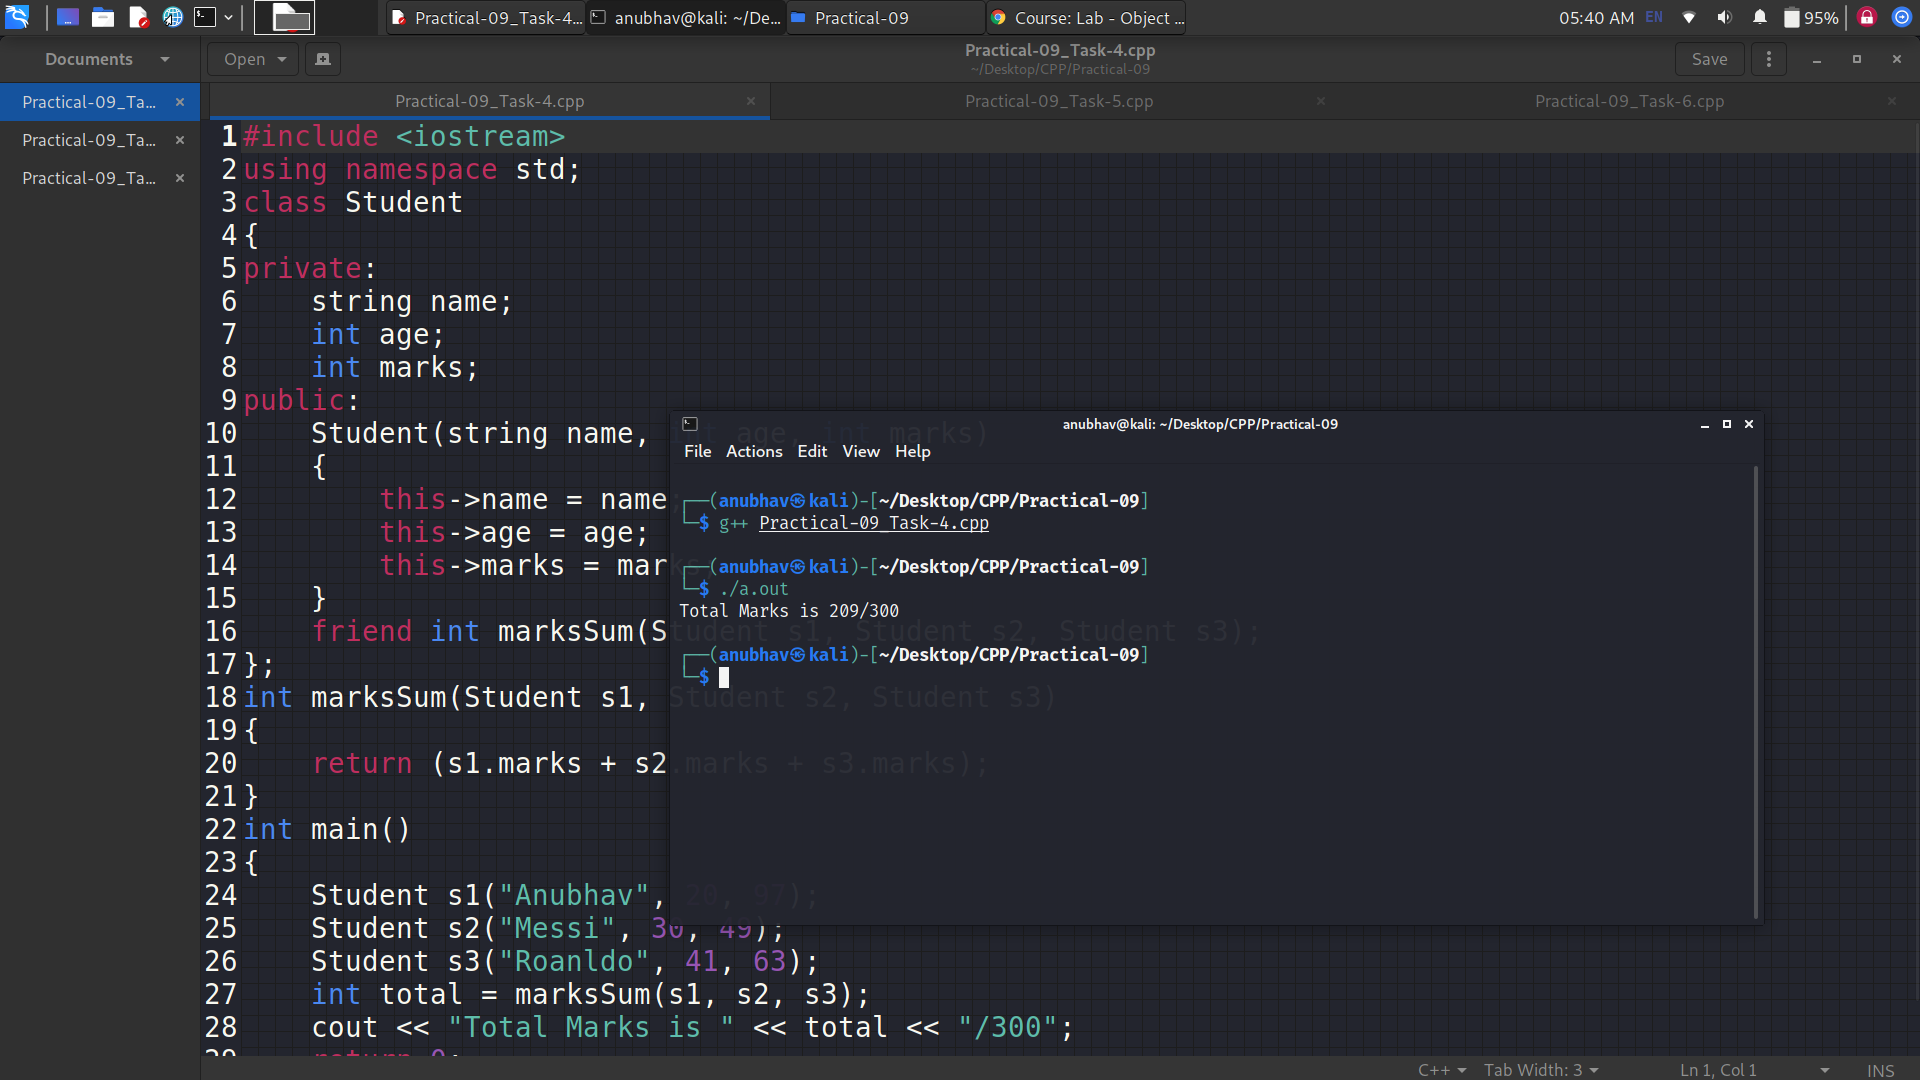 Practical-09_Task-4...
anubhav@kali: ~/De...
Practical-09
Course: Lab - Object ...
05:40 AM
EN
95%
Documents
Open
Practical-09_Task-4.cpp
~/Desktop/CPP/Practical-09
Save
Practical-09_Ta...
Practical-09_Ta...
Practical-09_Ta...
Practical-09_Task-4.cpp
Practical-09_Task-5.cpp
Practical-09_Task-6.cpp
1 #include <iostream>
2 using namespace std;
3 class Student
4 {
5 private:
6     string name;
7     int age;
8     int marks;
9 public:
10     Student(string name, int age, int marks)
11     {
12         this->name = name;
13         this->age = age;
14         this->marks = marks;
15     }
16     friend int marksSum(Student s1, Student s2, Student s3);
17 };
18 int marksSum(Student s1, Student s2, Student s3)
19 {
20     return (s1.marks + s2.marks + s3.marks);
21 }
22 int main()
23 {
24     Student s1("Anubhav", 20, 97);
25     Student s2("Messi", 30, 49);
26     Student s3("Roanldo", 41, 63);
27     int total = marksSum(s1, s2, s3);
28     cout << "Total Marks is " << total << "/300";
29     return 0;
anubhav@kali: ~/Desktop/CPP/Practical-09
File Actions Edit View Help
┌──(anubhav㉿kali)-[~/Desktop/CPP/Practical-09]
└─$ g++ Practical-09_Task-4.cpp
┌──(anubhav㉿kali)-[~/Desktop/CPP/Practical-09]
└─$ ./a.out
Total Marks is 209/300
┌──(anubhav㉿kali)-[~/Desktop/CPP/Practical-09]
└─$
C++
Tab Width: 3
Ln 1, Col 1
INS